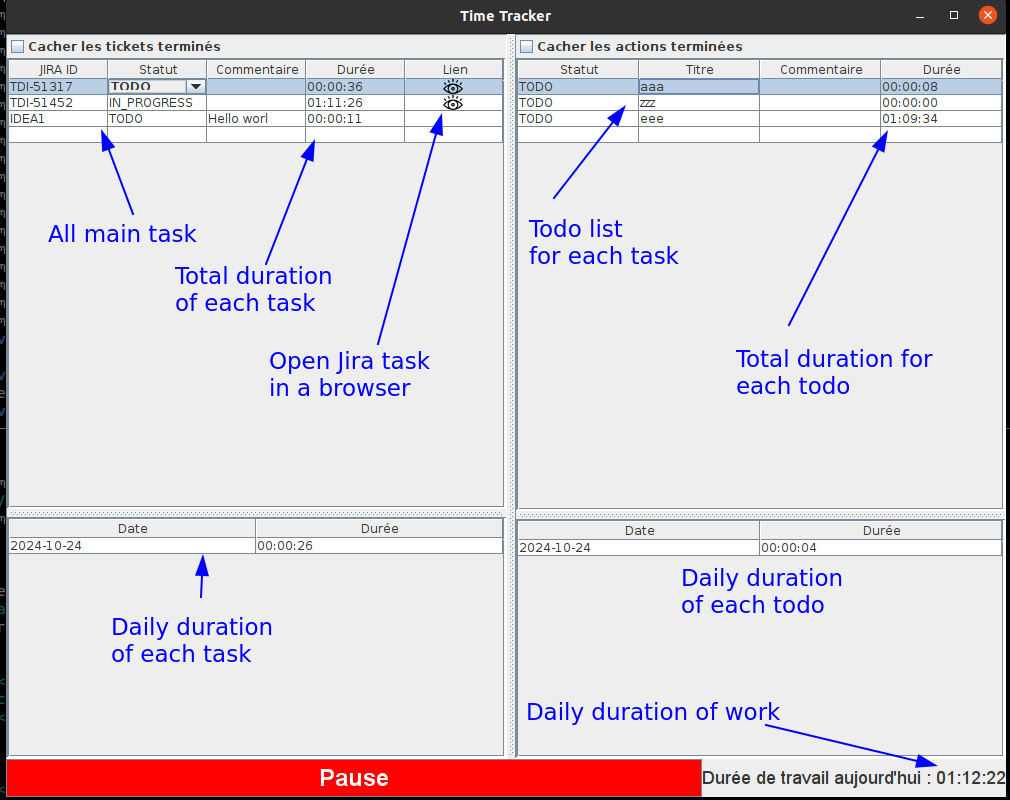 Time Tracker
Cacher les tickets terminés
JIRA ID Statut Commentaire Durée Lien
TDI-51317 TODO 00:00:36
TDI-51452 IN_PROGRESS 01:11:26
IDEA1 TODO Hello worl 00:00:11
All main task
Total duration
of each task
Open Jira task
in a browser
Cacher les actions terminées
Statut Titre Commentaire Durée
TODO aaa 00:00:08
TODO zzz 00:00:00
TODO eee 01:09:34
Todo list
for each task
Total duration for
each todo
Date Durée
2024-10-24 00:00:26
Daily duration
of each task
Date Durée
2024-10-24 00:00:04
Daily duration
of each todo
Daily duration of work
Pause
Durée de travail aujourd'hui : 01:12:22